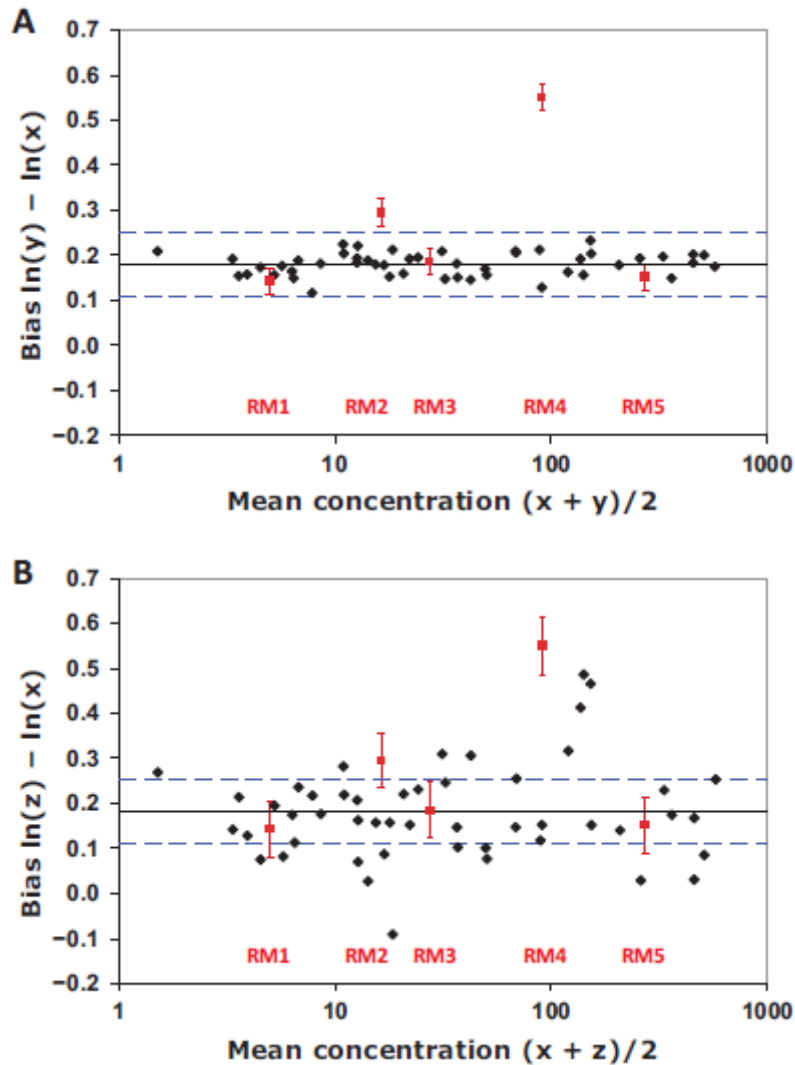 A
0.7
0.6
0.5
0.4
0.3
0.2
0.1
0.0
−0.1
−0.2
Bias ln(y) − ln(x)
RM1 RM2 RM3 RM4 RM5
1 10 100 1000
Mean concentration (x + y)/2
B
0.7
0.6
0.5
0.4
0.3
0.2
0.1
0.0
−0.1
−0.2
Bias ln(z) − ln(x)
RM1 RM2 RM3 RM4 RM5
1 10 100 1000
Mean concentration (x + z)/2